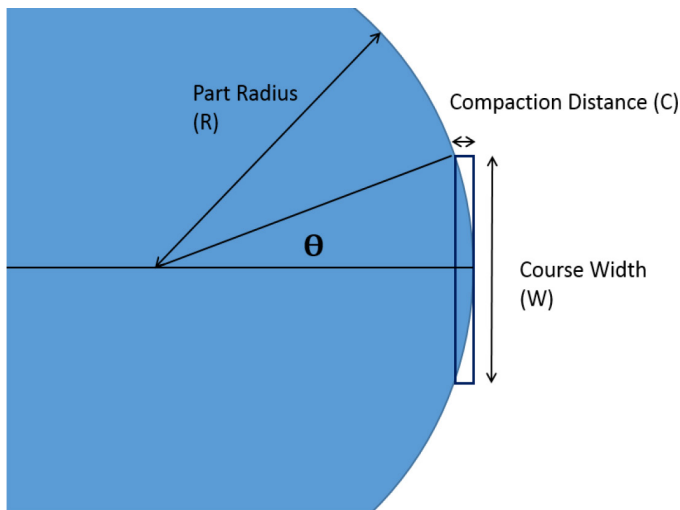 Part Radius
(R)
Compaction Distance (C)
θ
Course Width
(W)